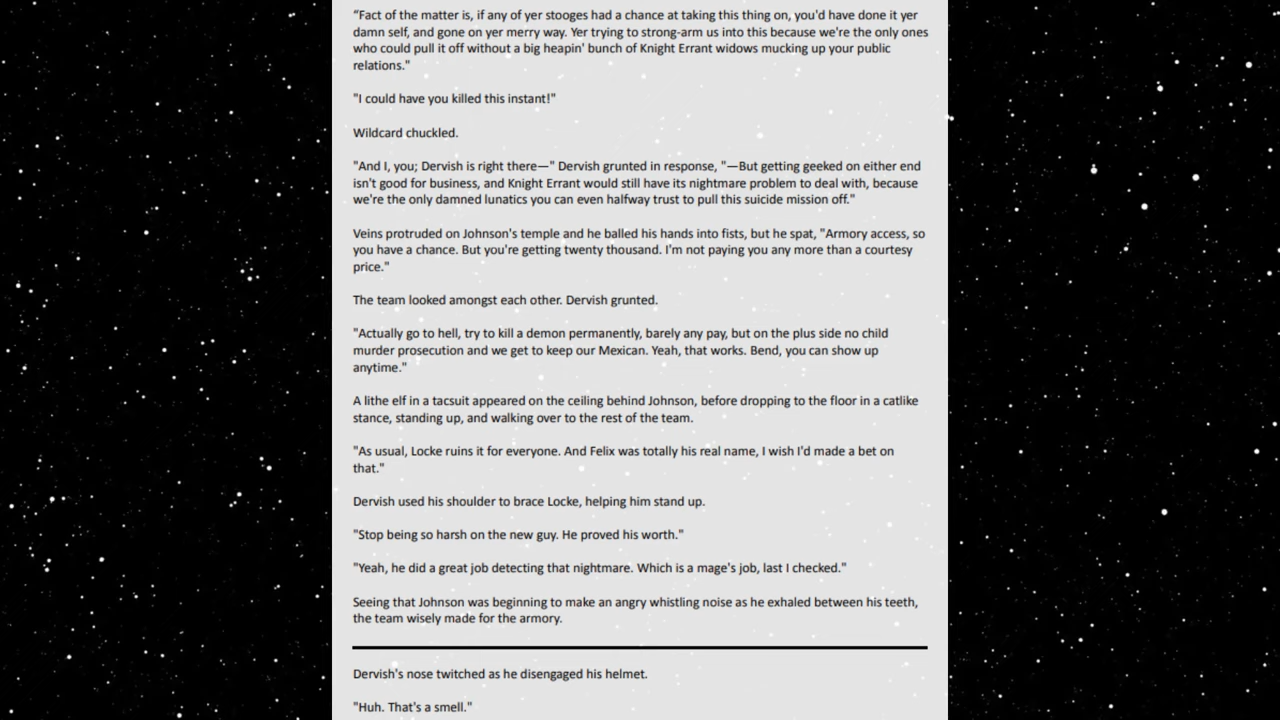 “Fact of the matter is, if any of yer stooges had a chance at taking this thing on, you'd have done it yer
damn self, and gone on yer merry way. Yer trying to strong-arm us into this because we're the only ones
who could pull it off without a big heapin' bunch of Knight Errant widows mucking up your public
relations."
"I could have you killed this instant!"
Wildcard chuckled.
"And I, you; Dervish is right there—" Dervish grunted in response, "—But getting geeked on either end
isn't good for business, and Knight Errant would still have its nightmare problem to deal with, because
we're the only damned lunatics you can even halfway trust to pull this suicide mission off."
Veins protruded on Johnson's temple and he balled his hands into fists, but he spat, "Armory access, so
you have a chance. But you're getting twenty thousand. I'm not paying you any more than a courtesy
price."
The team looked amongst each other. Dervish grunted.
"Actually go to hell, try to kill a demon permanently, barely any pay, but on the plus side no child
murder prosecution and we get to keep our Mexican. Yeah, that works. Bend, you can show up
anytime."
A lithe elf in a tacsuit appeared on the ceiling behind Johnson, before dropping to the floor in a catlike
stance, standing up, and walking over to the rest of the team.
"As usual, Locke ruins it for everyone. And Felix was totally his real name, I wish I'd made a bet on
that."
Dervish used his shoulder to brace Locke, helping him stand up.
"Stop being so harsh on the new guy. He proved his worth."
"Yeah, he did a great job detecting that nightmare. Which is a mage's job, last I checked."
Seeing that Johnson was beginning to make an angry whistling noise as he exhaled between his teeth,
the team wisely made for the armory.
Dervish's nose twitched as he disengaged his helmet.
"Huh. That's a smell."